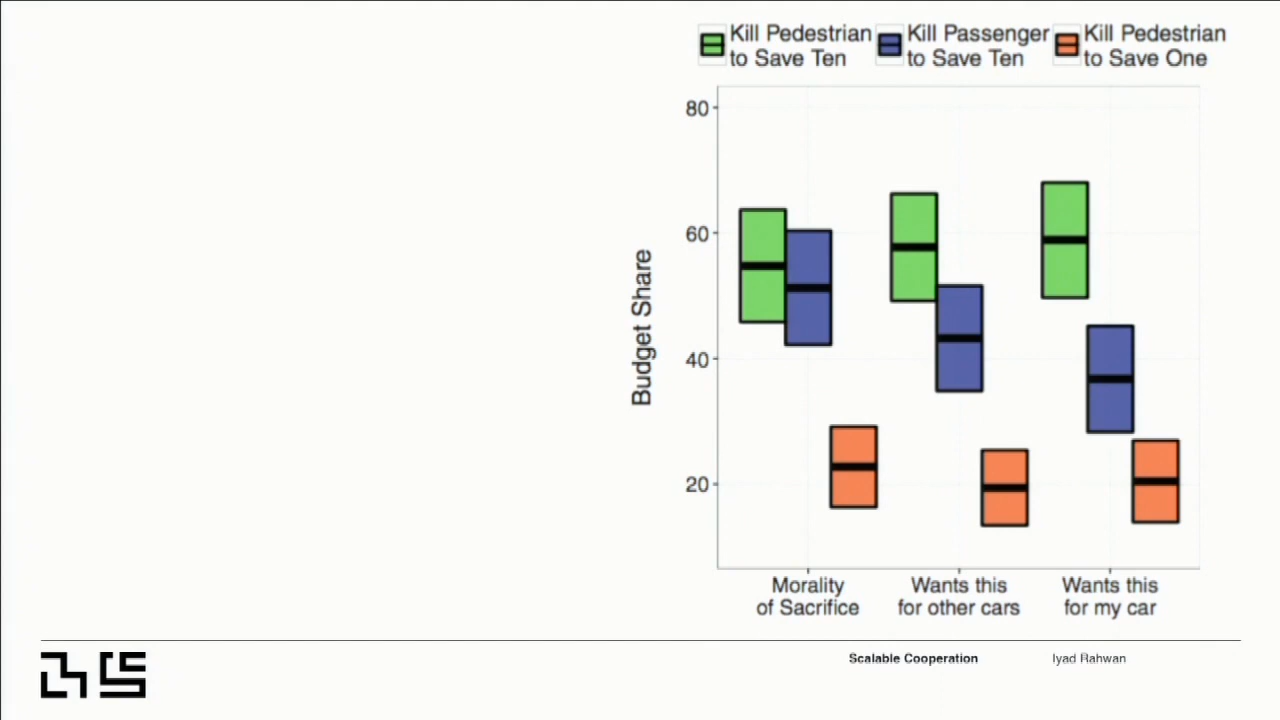 Kill Pedestrian
to Save Ten
Kill Passenger
to Save Ten
Kill Pedestrian
to Save One
Budget Share
80
60
40
20
Morality
of Sacrifice
Wants this
for other cars
Wants this
for my car
Scalable Cooperation
Iyad Rahwan